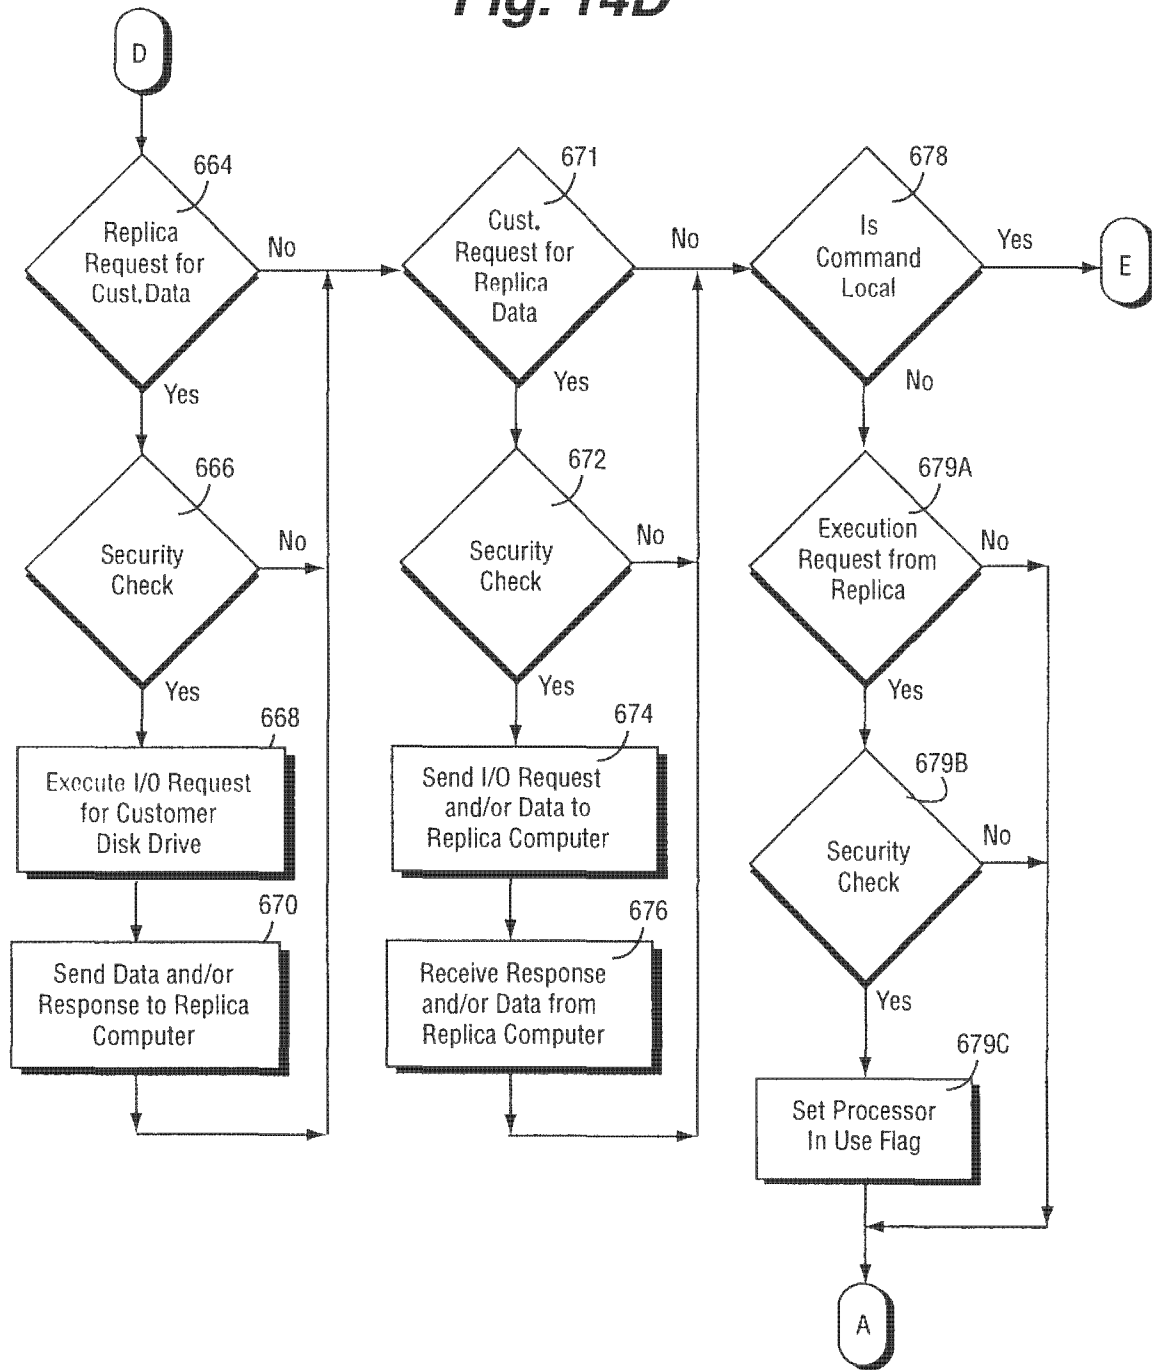 Fig. 14D
D
664
Replica
Request for
Cust. Data
No
Yes
666
Security
Check
No
Yes
668
Execute I/O Request
for Customer
Disk Drive
670
Send Data and/or
Response to Replica
Computer
671
Cust.
Request for
Replica
Data
No
Yes
672
Security
Check
No
Yes
674
Send I/O Request
and/or Data to
Replica Computer
676
Receive Response
and/or Data from
Replica Computer
678
Is
Command
Local
Yes
E
No
679A
Execution
Request from
Replica
No
Yes
679B
Security
Check
No
Yes
679C
Set Processor
In Use Flag
A